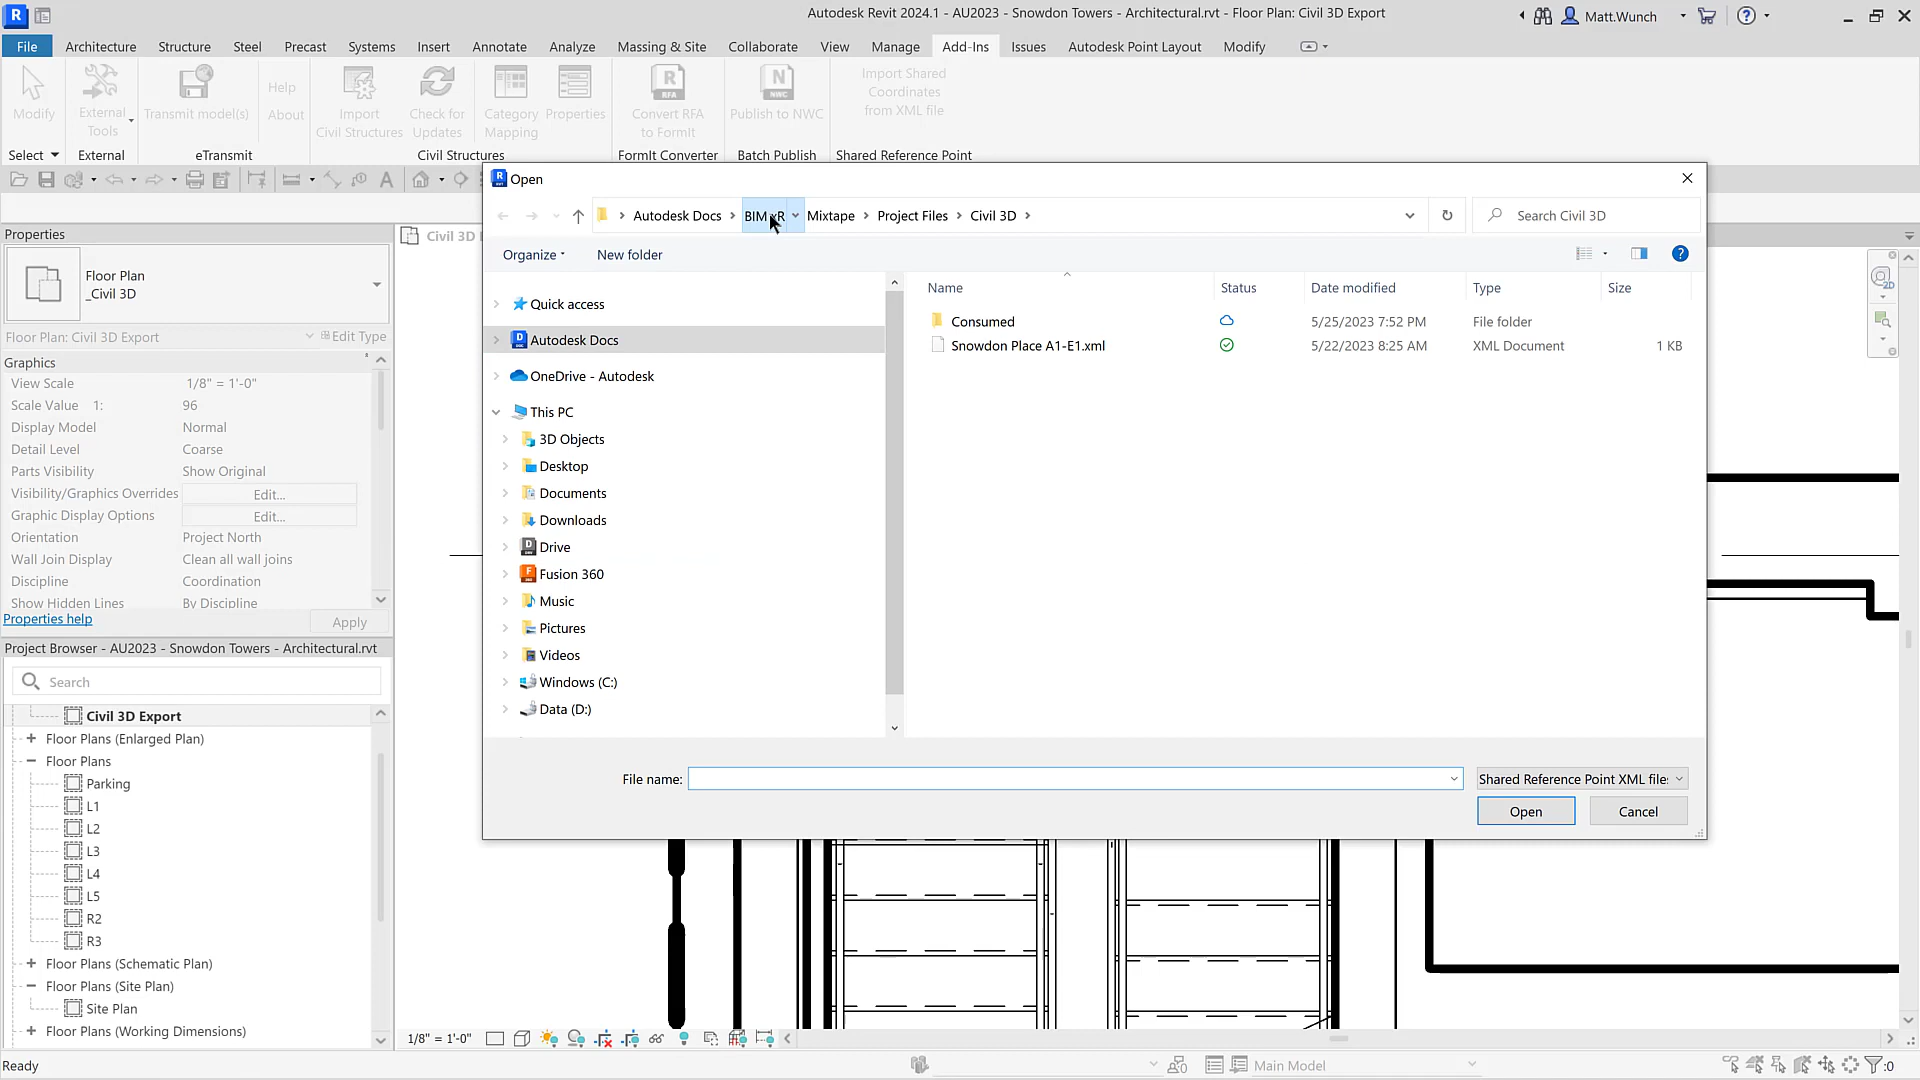 Autodesk Revit 2024.1 - AU2023 - Snowdon Towers - Architectural.rvt - Floor Plan: Civil 3D Export
Matt.Wunch
File Architecture Structure Steel Precast Systems Insert Annotate Analyze Massing & Site Collaborate View Manage Add-Ins Issues Autodesk Point Layout Modify
Modify
External
Tools
Transmit model(s)
Help
About
Import
Civil Structures
Check for
Updates
Category
Mapping
Properties
Convert RFA
to FormIt
Publish to NWC
Import Shared
Coordinates
from XML file
Select External eTransmit Civil Structures FormIt Converter Batch Publish Shared Reference Point
Open
Autodesk Docs
Mixtape
Project Files
Civil 3D
Search Civil 3D
Organize
New folder
Quick access
Autodesk Docs
OneDrive - Autodesk
This PC
3D Objects
Desktop
Documents
Downloads
Drive
Fusion 360
Music
Pictures
Videos
Windows (C:)
Data (D:)
Name Status Date modified Type Size
Consumed 5/25/2023 7:52 PM File folder
Snowdon Place A1-E1.xml 5/22/2023 8:25 AM XML Document 1 KB
File name:
Shared Reference Point XML file
Open
Cancel
Properties
Civil 3D
Floor Plan
_Civil 3D
Floor Plan: Civil 3D Export
Edit Type
Graphics
View Scale 1/8" = 1'-0"
Scale Value 1: 96
Display Model Normal
Detail Level Coarse
Parts Visibility Show Original
Visibility/Graphics Overrides Edit...
Graphic Display Options Edit...
Orientation Project North
Wall Join Display Clean all wall joins
Discipline Coordination
Show Hidden Lines By Discipline
Properties help
Apply
Project Browser - AU2023 - Snowdon Towers - Architectural.rvt
Search
Civil 3D Export
Floor Plans (Enlarged Plan)
Floor Plans
Parking
L1
L2
L3
L4
L5
R2
R3
Floor Plans (Schematic Plan)
Floor Plans (Site Plan)
Site Plan
Floor Plans (Working Dimensions)
1/8" = 1'-0"
Ready
Main Model
:0